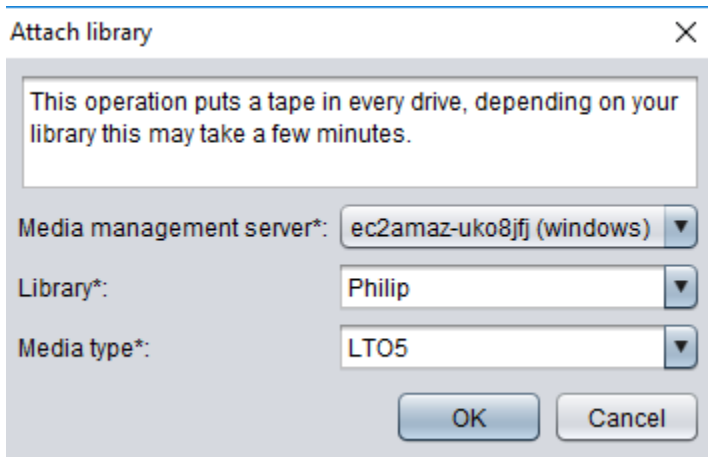 Attach library
This operation puts a tape in every drive, depending on your
library this may take a few minutes.
Media management server*: ec2amaz-uko8jfj (windows)
Library*: Philip
Media type*: LTO5
OK Cancel